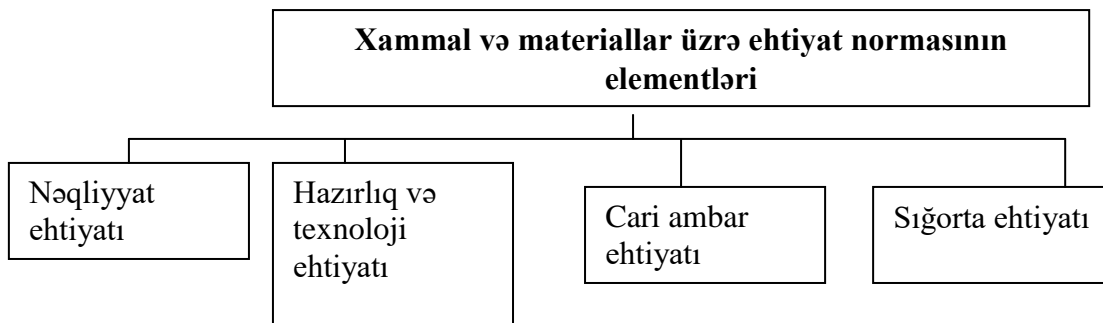 Xammal və materiallar üzrə ehtiyat normasının
elementləri
Nəqliyyat
ehtiyatı
Hazırlıq və
texnoloji
ehtiyatı
Cari ambar
ehtiyatı
Sığorta ehtiyatı